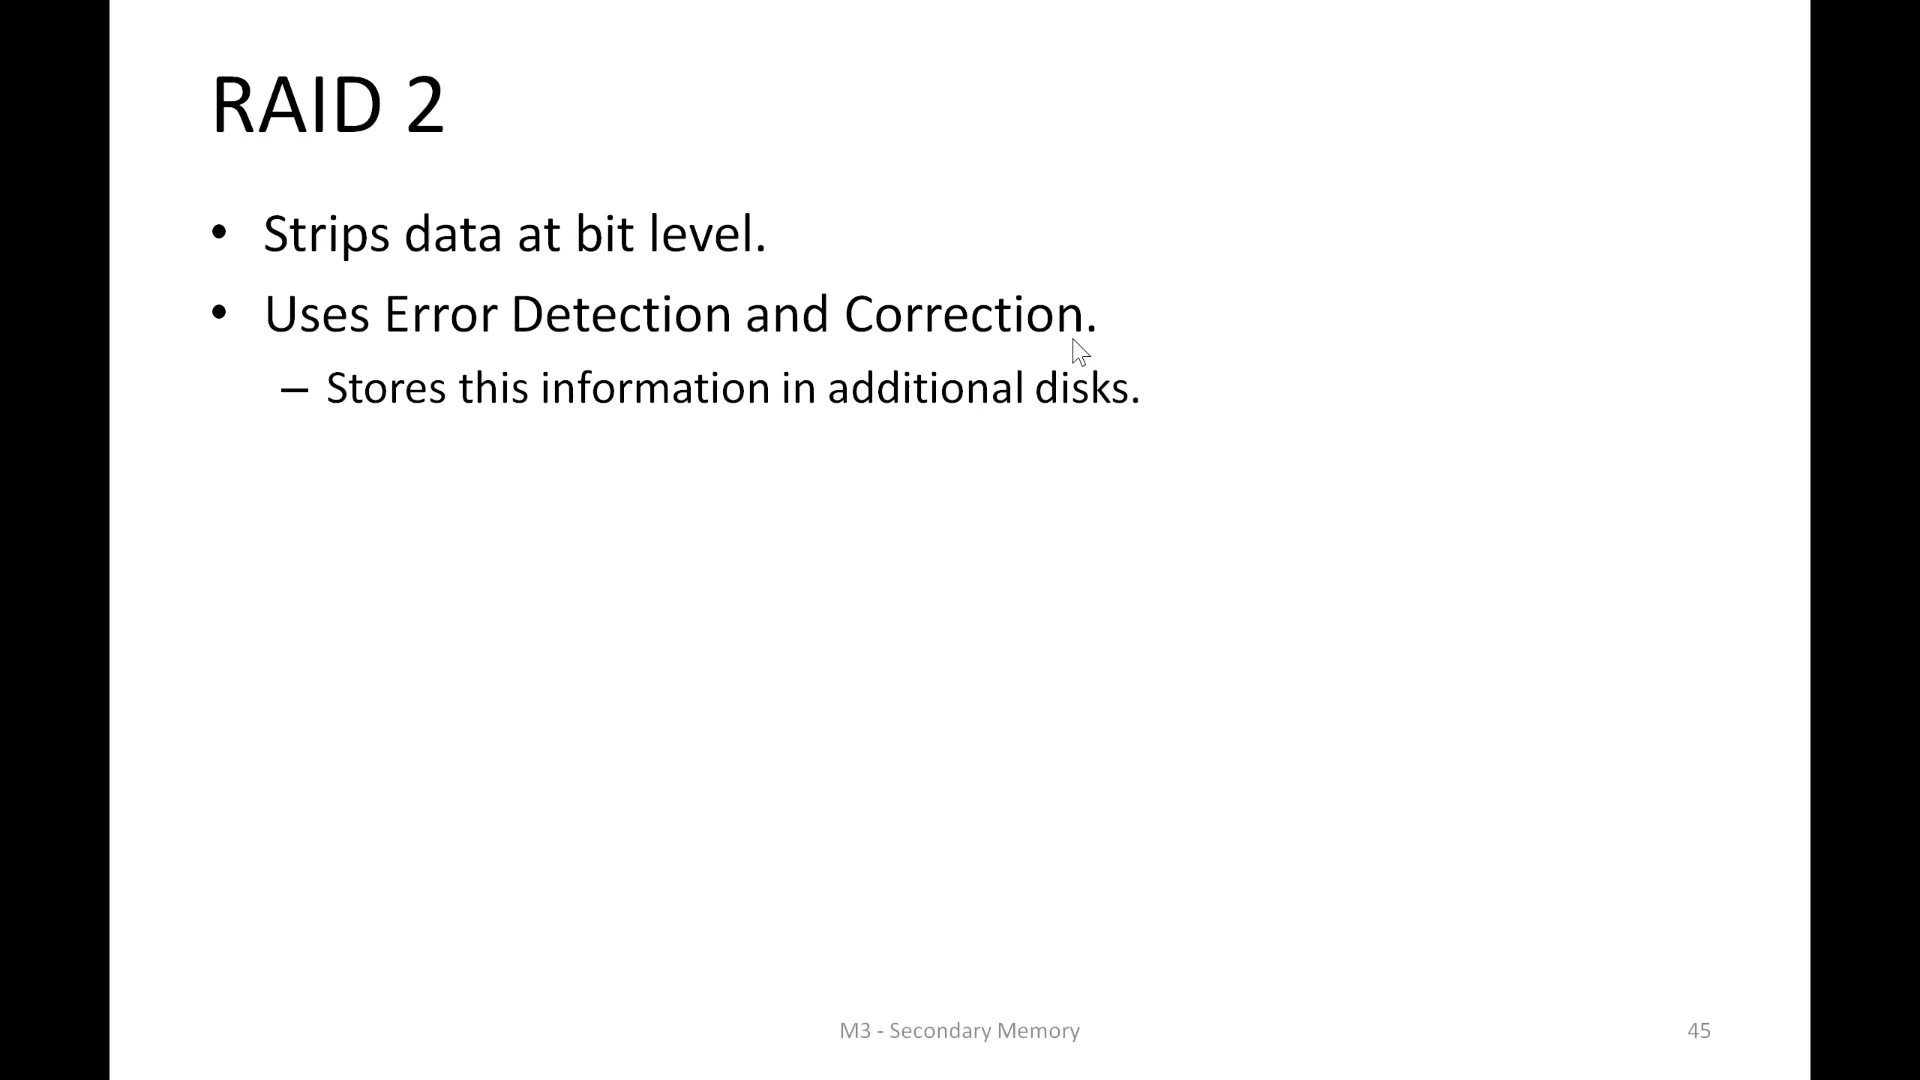 RAID 2
• Strips data at bit level.
• Uses Error Detection and Correction.
– Stores this information in additional disks.
M3 - Secondary Memory
45